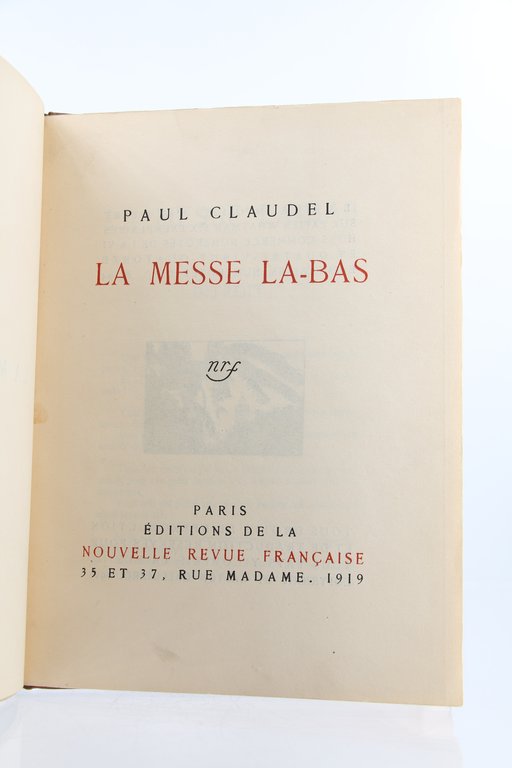 PAUL CLAUDEL
LA MESSE LA-BAS
nrf
PARIS
ÉDITIONS DE LA
NOUVELLE REVUE FRANÇAISE
35 ET 37, RUE MADAME. 1919